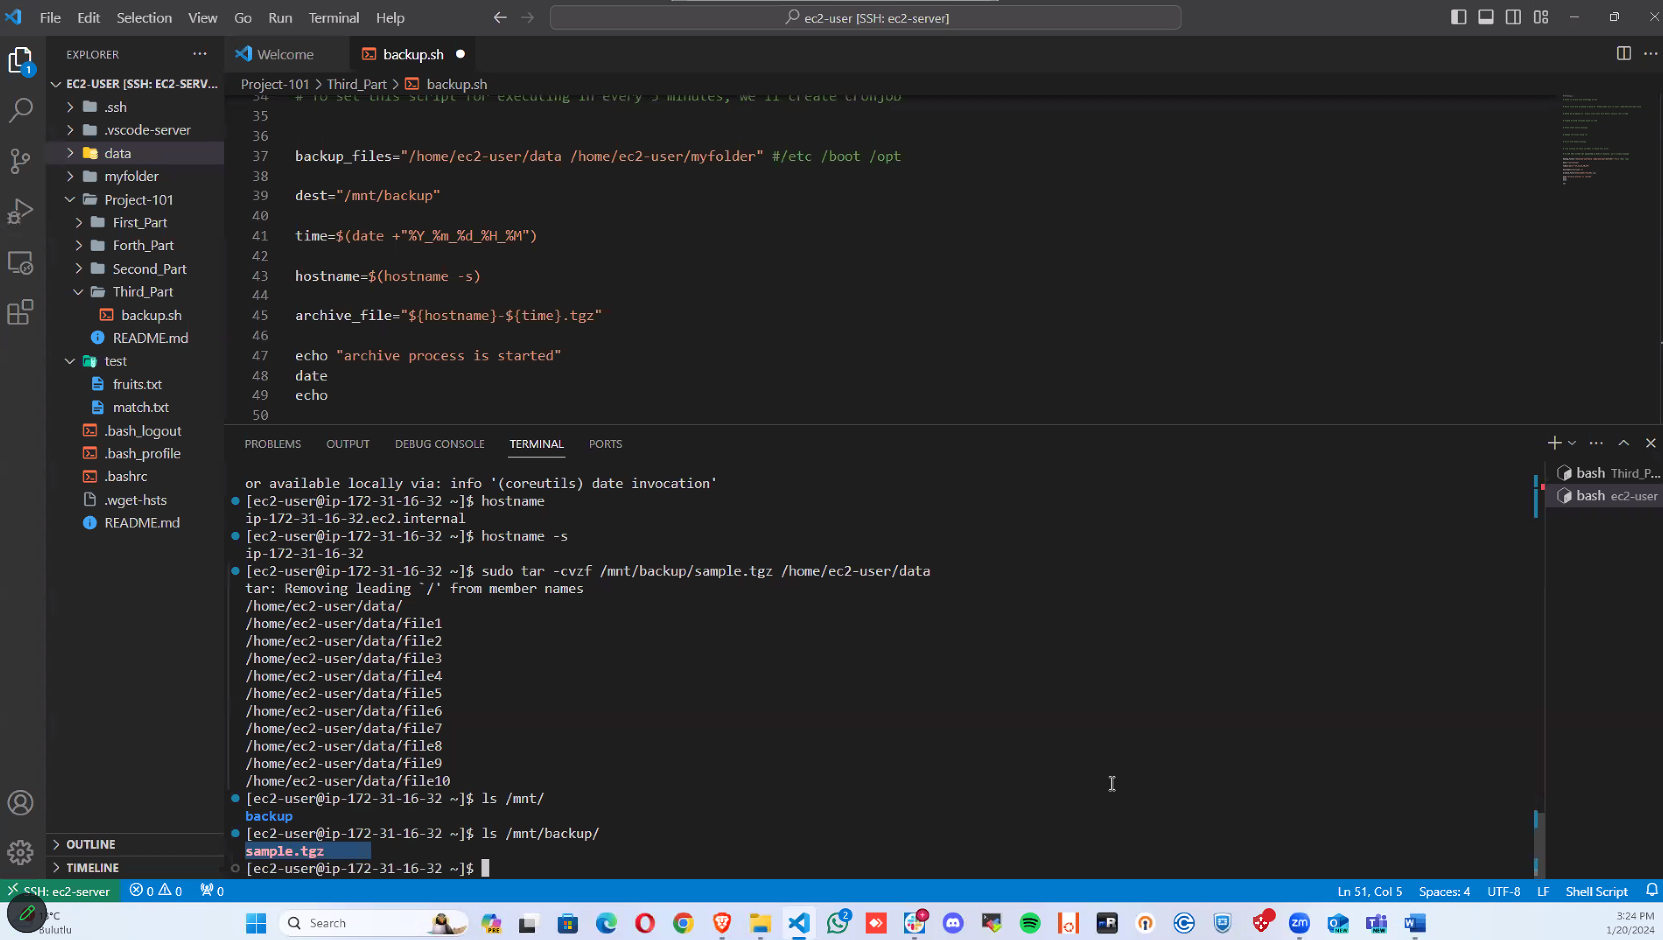 File Edit Selection View Go Run Terminal Help
ec2-user [SSH: ec2-server]
EXPLORER
Welcome
backup.sh
EC2-USER [SSH: EC2-SERV...
.ssh
.vscode-server
data
myfolder
Project-101
First_Part
Forth_Part
Second_Part
Third_Part
backup.sh
README.md
test
fruits.txt
match.txt
.bash_logout
.bash_profile
.bashrc
.wget-hsts
README.md
OUTLINE
TIMELINE
Project-101 > Third_Part > backup.sh
34 # To set this script for executing in every 5 minutes, we'll create cronjob
35
36
37 backup_files="/home/ec2-user/data /home/ec2-user/myfolder" #/etc /boot /opt
38
39 dest="/mnt/backup"
40
41 time=$(date +"%Y_%m_%d_%H_%M")
42
43 hostname=$(hostname -s)
44
45 archive_file="${hostname}-${time}.tgz"
46
47 echo "archive process is started"
48 date
49 echo
50
PROBLEMS OUTPUT DEBUG CONSOLE TERMINAL PORTS
bash Third_P...
bash ec2-user
or available locally via: info '(coreutils) date invocation'
[ec2-user@ip-172-31-16-32 ~]$ hostname
ip-172-31-16-32.ec2.internal
[ec2-user@ip-172-31-16-32 ~]$ hostname -s
ip-172-31-16-32
[ec2-user@ip-172-31-16-32 ~]$ sudo tar -cvzf /mnt/backup/sample.tgz /home/ec2-user/data
tar: Removing leading `/' from member names
/home/ec2-user/data/
/home/ec2-user/data/file1
/home/ec2-user/data/file2
/home/ec2-user/data/file3
/home/ec2-user/data/file4
/home/ec2-user/data/file5
/home/ec2-user/data/file6
/home/ec2-user/data/file7
/home/ec2-user/data/file8
/home/ec2-user/data/file9
/home/ec2-user/data/file10
[ec2-user@ip-172-31-16-32 ~]$ ls /mnt/
backup
[ec2-user@ip-172-31-16-32 ~]$ ls /mnt/backup/
sample.tgz
[ec2-user@ip-172-31-16-32 ~]$
SSH: ec2-server 0 0 0
Ln 51, Col 5 Spaces: 4 UTF-8 LF Shell Script
Bulutlu
Search
3:24 PM
1/20/2024